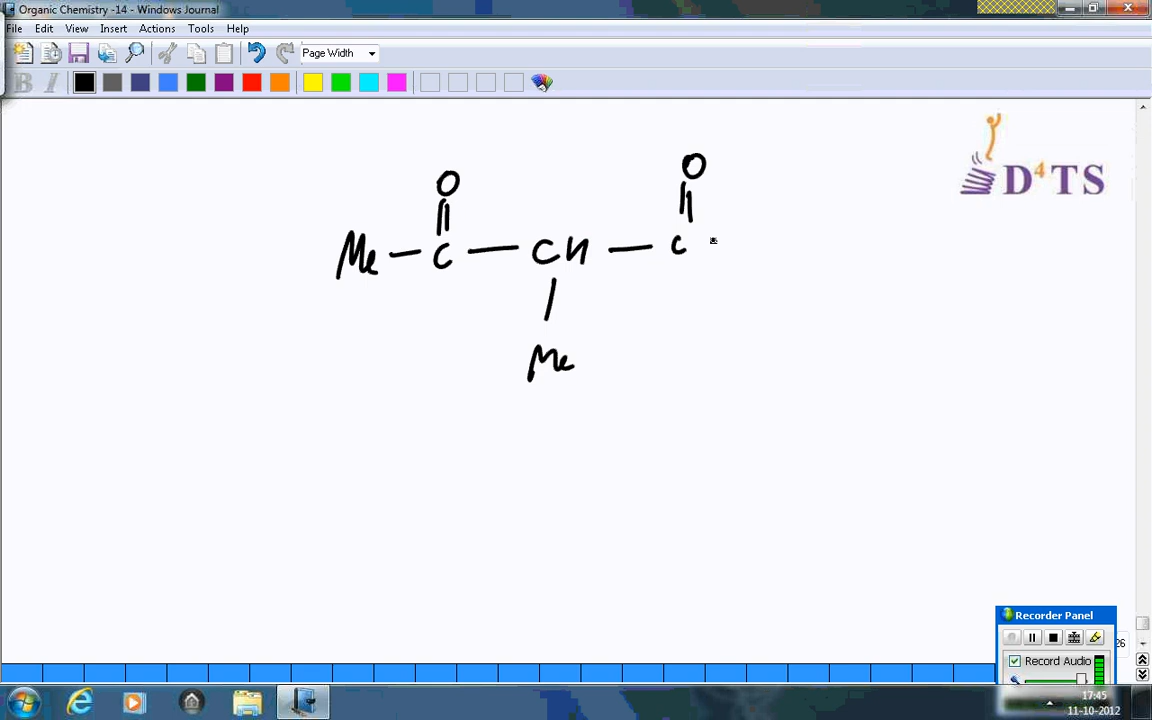 Organic Chemistry -14 - Windows Journal
File Edit View Insert Actions Tools Help
Page Width
B I
D4TS
O O
Me - C - CH - C
Me
Recorder Panel
26
Record Audio
17:45
11-10-2012